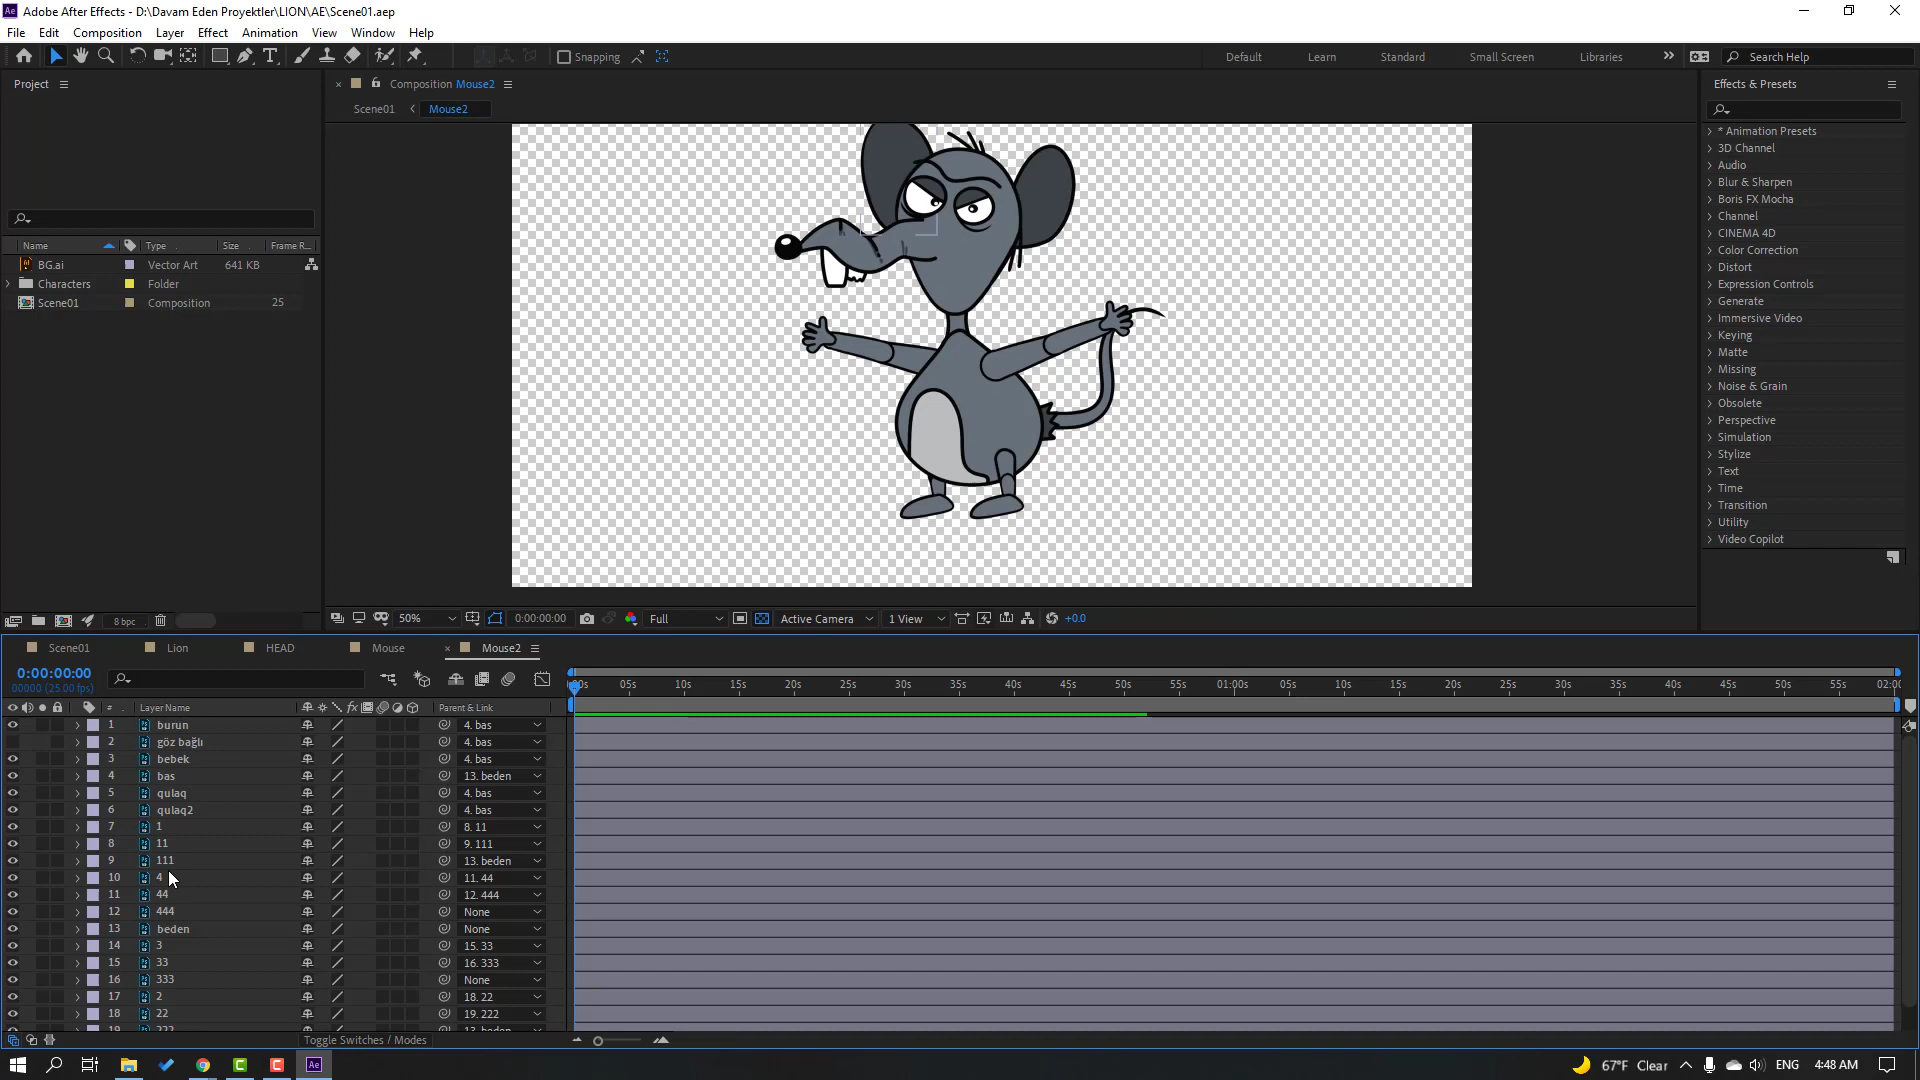 Adobe After Effects - D:\Davam Eden Proyektler\LION\AE\Scene01.aep
File Edit Composition Layer Effect Animation View Window Help
Snapping Default Learn Standard Small Screen Libraries Search Help
Project
Composition Mouse2
Effects & Presets
Scene01 Mouse2
* Animation Presets
3D Channel
Audio
Blur & Sharpen
Boris FX Mocha
Channel
CINEMA 4D
Color Correction
Distort
Expression Controls
Generate
Immersive Video
Keying
Matte
Missing
Noise & Grain
Obsolete
Perspective
Simulation
Stylize
Text
Time
Transition
Utility
Video Copilot
Name Type Size Frame R...
BG.ai Vector Art 641 KB
Characters Folder
Scene01 Composition 25
8 bpc
50% 0:00:00:00 Full Active Camera 1 View +0.0
Scene01 Lion HEAD Mouse Mouse2
0:00:00:00
00000 (25.00 fps)
05s 10s 15s 20s 25s 30s 35s 40s 45s 50s 55s 01:00s 05s 10s 15s 20s 25s 30s 35s 40s 45s 50s 55s
# Layer Name fx Parent & Link
1 burun 4. bas
2 göz bağlı 4. bas
3 bebek 4. bas
4 bas 13. beden
5 qulaq 4. bas
6 qulaq2 4. bas
7 1 8. 11
8 11 9. 111
9 111 13. beden
10 4 11. 44
11 44 12. 444
12 444 None
13 beden None
14 3 15. 33
15 33 16. 333
16 333 None
17 2 18. 22
18 22 19. 222
19 222 13. beden
Toggle Switches / Modes
67°F Clear ENG 4:48 AM